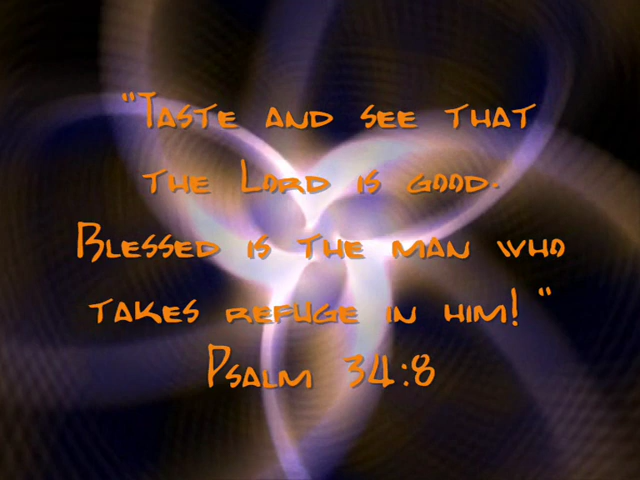 "Taste and see that
the Lord is good.
Blessed is the man who
takes refuge in him! "
Psalm 34:8